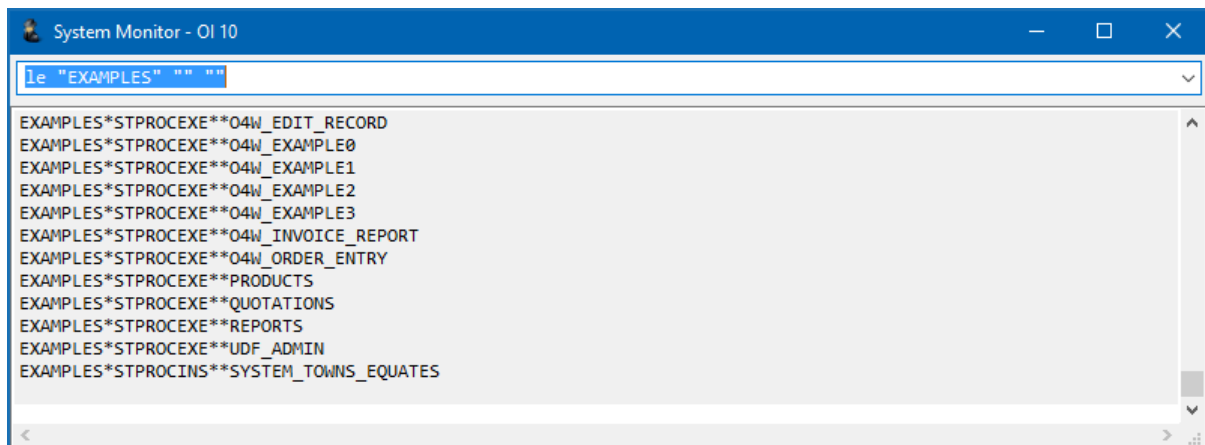 System Monitor - OI 10
le "EXAMPLES" "" ""
EXAMPLES*STPROCEXE**O4W_EDIT_RECORD
EXAMPLES*STPROCEXE**O4W_EXAMPLE0
EXAMPLES*STPROCEXE**O4W_EXAMPLE1
EXAMPLES*STPROCEXE**O4W_EXAMPLE2
EXAMPLES*STPROCEXE**O4W_EXAMPLE3
EXAMPLES*STPROCEXE**O4W_INVOICE_REPORT
EXAMPLES*STPROCEXE**O4W_ORDER_ENTRY
EXAMPLES*STPROCEXE**PRODUCTS
EXAMPLES*STPROCEXE**QUOTATIONS
EXAMPLES*STPROCEXE**REPORTS
EXAMPLES*STPROCEXE**UDF_ADMIN
EXAMPLES*STPROCINS**SYSTEM_TOWNS_EQUATES